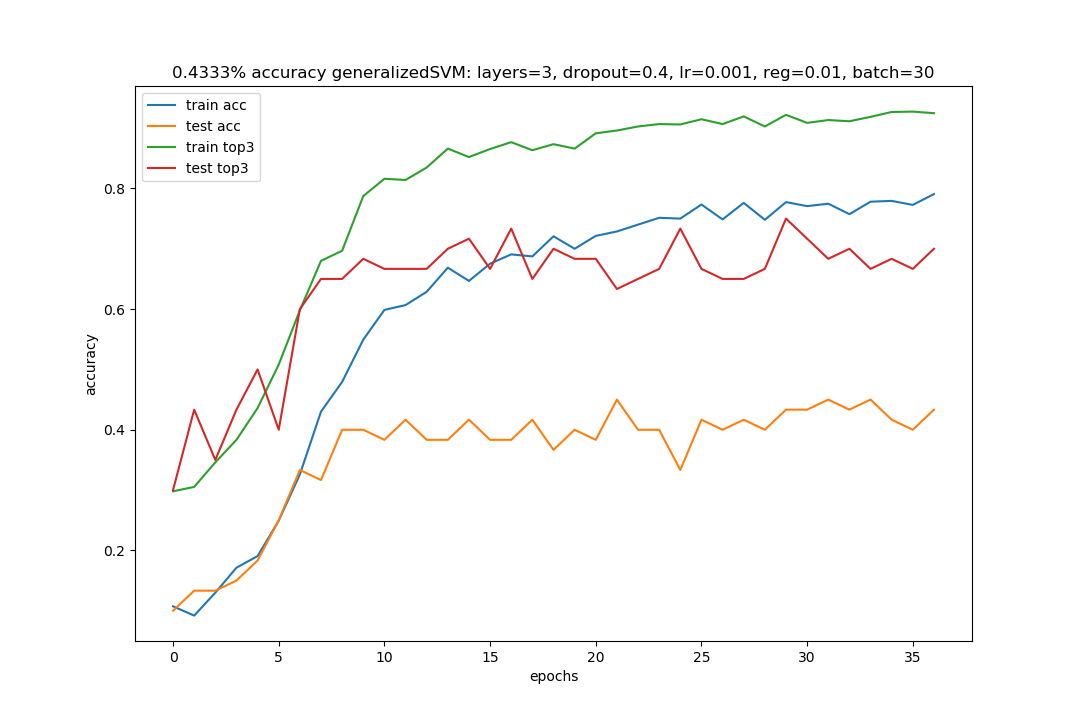 0.4333% accuracy generalizedSVM: layers=3, dropout=0.4, lr=0.001, reg=0.01, batch=30
train acc
test acc
train top3
test top3
0.8
0.6
0.4
0.2
accuracy
0 5 10 15 20 25 30 35
epochs